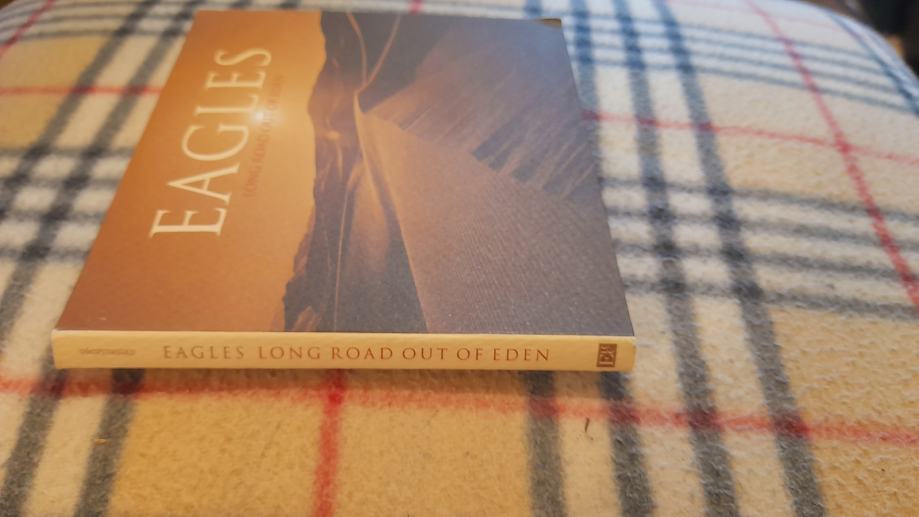 EAGLES
LONG ROAD OUT OF EDEN
EAGLES LONG ROAD OUT OF EDEN